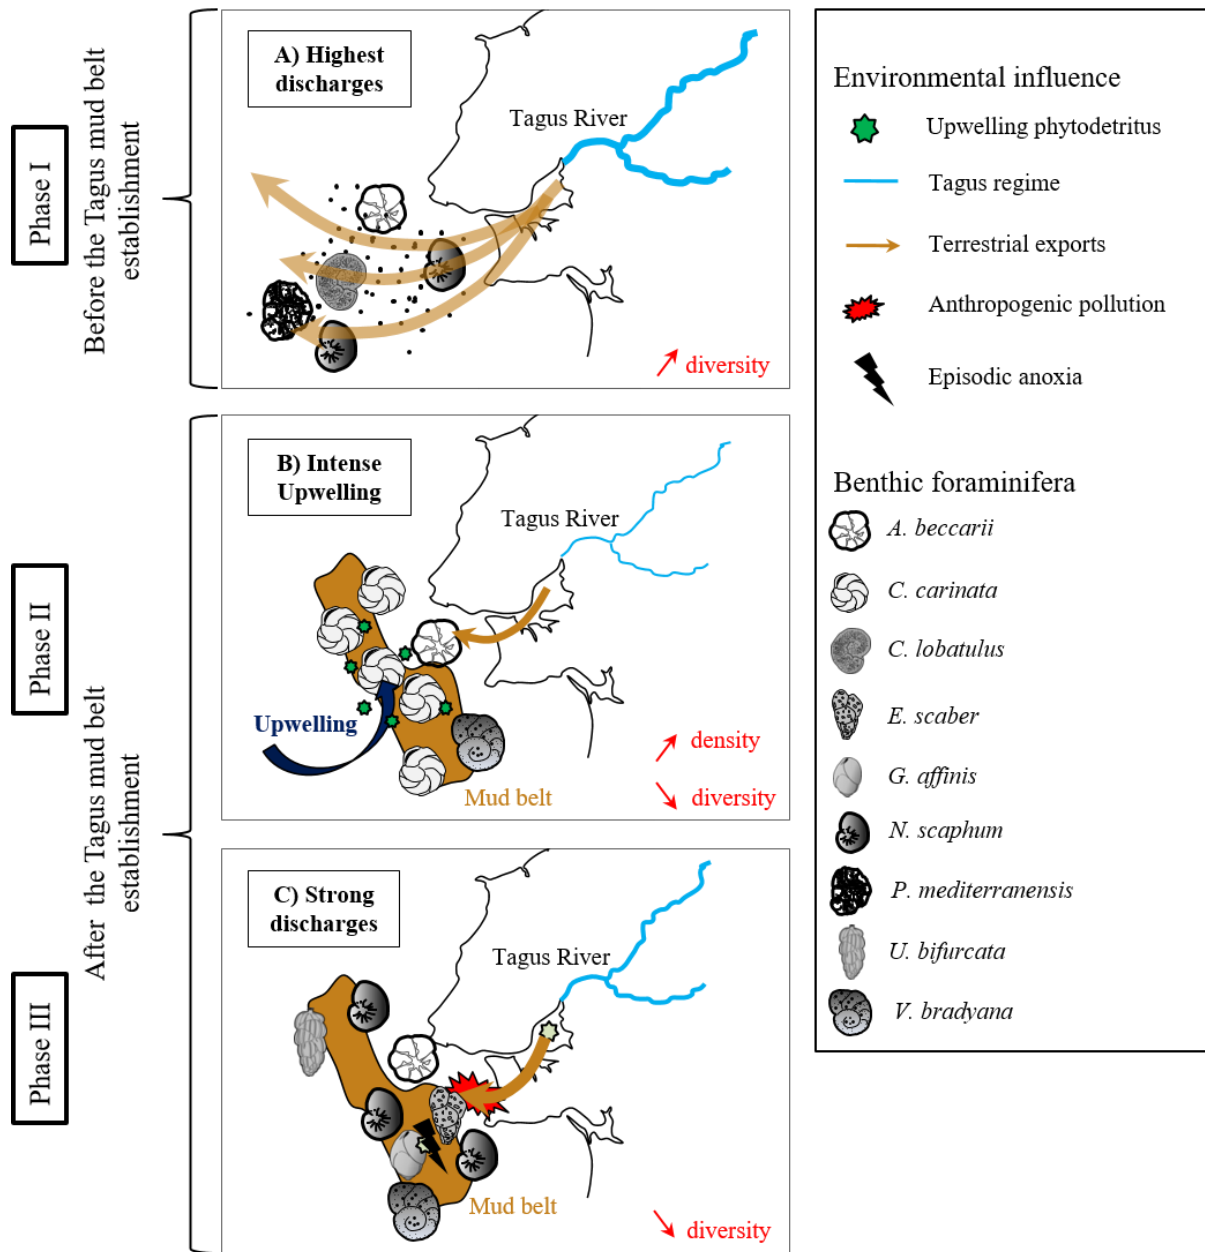 Phase I
Before the Tagus mud belt
establishment
A) Highest
discharges
Tagus River
diversity
Phase II
After the Tagus mud belt
establishment
B) Intense
Upwelling
Tagus River
Upwelling
density
diversity
Mud belt
Phase III
C) Strong
discharges
Tagus River
Mud belt
diversity
Environmental influence
Upwelling phytodetritus
Tagus regime
Terrestrial exports
Anthropogenic pollution
Episodic anoxia
Benthic foraminifera
A. beccarii
C. carinata
C. lobatulus
E. scaber
G. affinis
N. scaphum
P. mediterranensis
U. bifurcata
V. bradyana